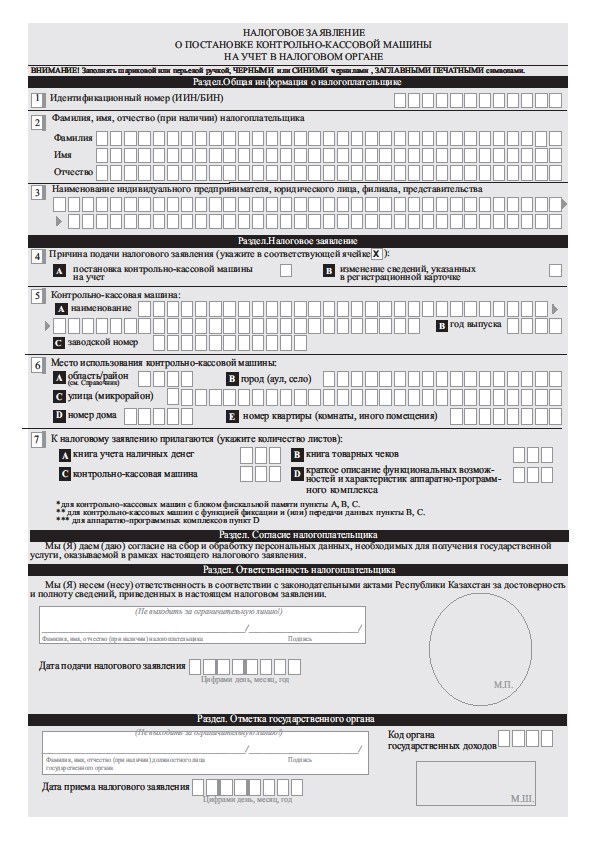 НАЛОГОВОЕ ЗАЯВЛЕНИЕ
О ПОСТАНОВКЕ КОНТРОЛЬНО-КАССОВОЙ МАШИНЫ
НА УЧЕТ В НАЛОГОВОМ ОРГАНЕ
ВНИМАНИЕ! Заполнять шариковой или перьевой ручкой, ЧЕРНЫМИ или СИНИМИ чернилами , ЗАГЛАВНЫМИ ПЕЧАТНЫМИ символами.
Раздел.Общая информация о налогоплательщике
1 Идентификационный номер (ИИН/БИН)
2 Фамилия, имя, отчество (при наличии) налогоплательщика
Фамилия
Имя
Отчество
3 Наименование индивидуального предпринимателя, юридического лица, филиала, представительства
Раздел.Налоговое заявление
4 Причина подачи налогового заявления (укажите в соответствующей ячейке X ):
A постановка контрольно-кассовой машины на учет
B изменение сведений, указанных в регистрационной карточке
5 Контрольно-кассовая машина:
A наименование
B год выпуска
C заводской номер
6 Место использования контрольно-кассовой машины:
A область/район (см. Справочник)
B город (аул, село)
C улица (микрорайон)
D номер дома
E номер квартиры (комнаты, иного помещения)
7 К налоговому заявлению прилагаются (укажите количество листов):
A книга учета наличных денег
B книга товарных чеков
C контрольно-кассовая машина
D краткое описание функциональных возмож-
ностей и характеристик аппаратно-программ-
ного комплекса
*для контрольно-кассовых машин с блоком фискальной памяти пункты A, B, C.
** для контрольно-кассовых машин с функцией фиксации и (или) передачи данных пункты B, C.
*** для аппаратно-программных комплексов пункт D
Раздел. Согласие налогоплательщика
Мы (Я) даем (даю) согласие на сбор и обработку персональных данных, необходимых для получения государственной
услуги, оказываемой в рамках настоящего налогового заявления.
Раздел. Ответственность налогоплательщика
Мы (Я) несем (несу) ответственность в соответствии с законодательными актами Республики Казахстан за достоверность
и полноту сведений, приведенных в настоящем налоговом заявлении.
(Не выходить за ограничительную линию!)
/ /
Фамилия, имя, отчество (при наличии) налогоплательщика Подпись
Дата подачи налогового заявления
Цифрами день, месяц, год
М.П.
Раздел. Отметка государственного органа
(Не выходить за ограничительную линию!)
/ /
Фамилия, имя, отчество (при наличии) должностного лица Подпись
государственного органа
Код органа
государственных доходов
Дата приема налогового заявления
Цифрами день, месяц, год
М.Ш.